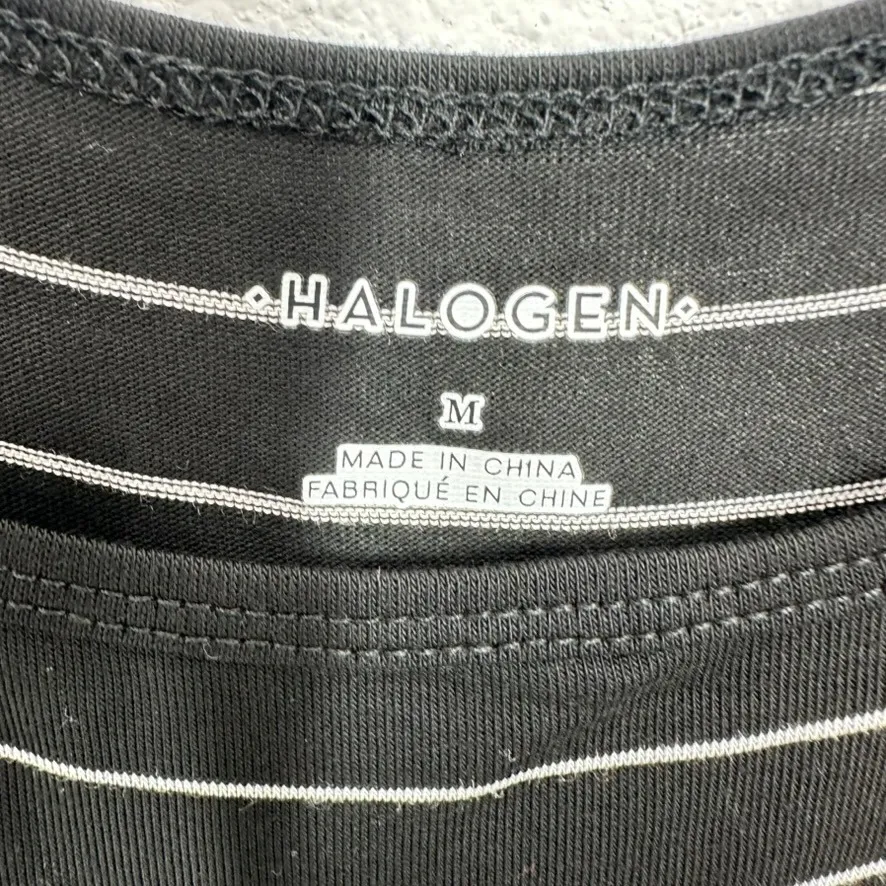 HALOGEN
M
MADE IN CHINA
FABRIQUÉ EN CHINE